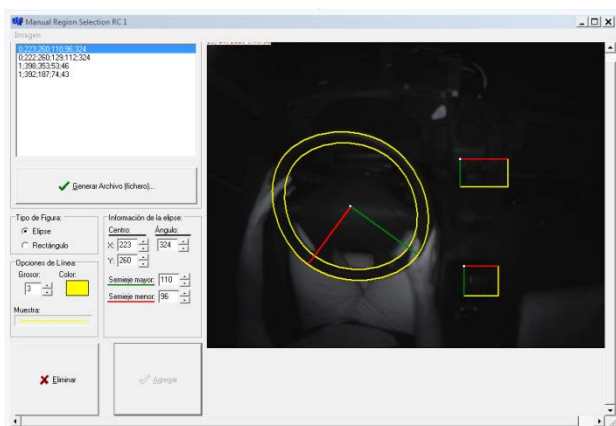 Manual Region Selection RC 1
Imagen
0;223;260;110;96;324
0;222;260;129;112;324
1;398;353;53;46
1;392;187;74;43
Generar Archivo (fichero)...
Tipo de Figura:
Elipse
Rectángulo
Información de la elipse:
Centro: Ángulo:
X: 223 324
Y: 260
Semieje mayor: 110
Semieje menor: 96
Opciones de Línea:
Grosor: Color:
3
Muestra:
Eliminar
Agregar